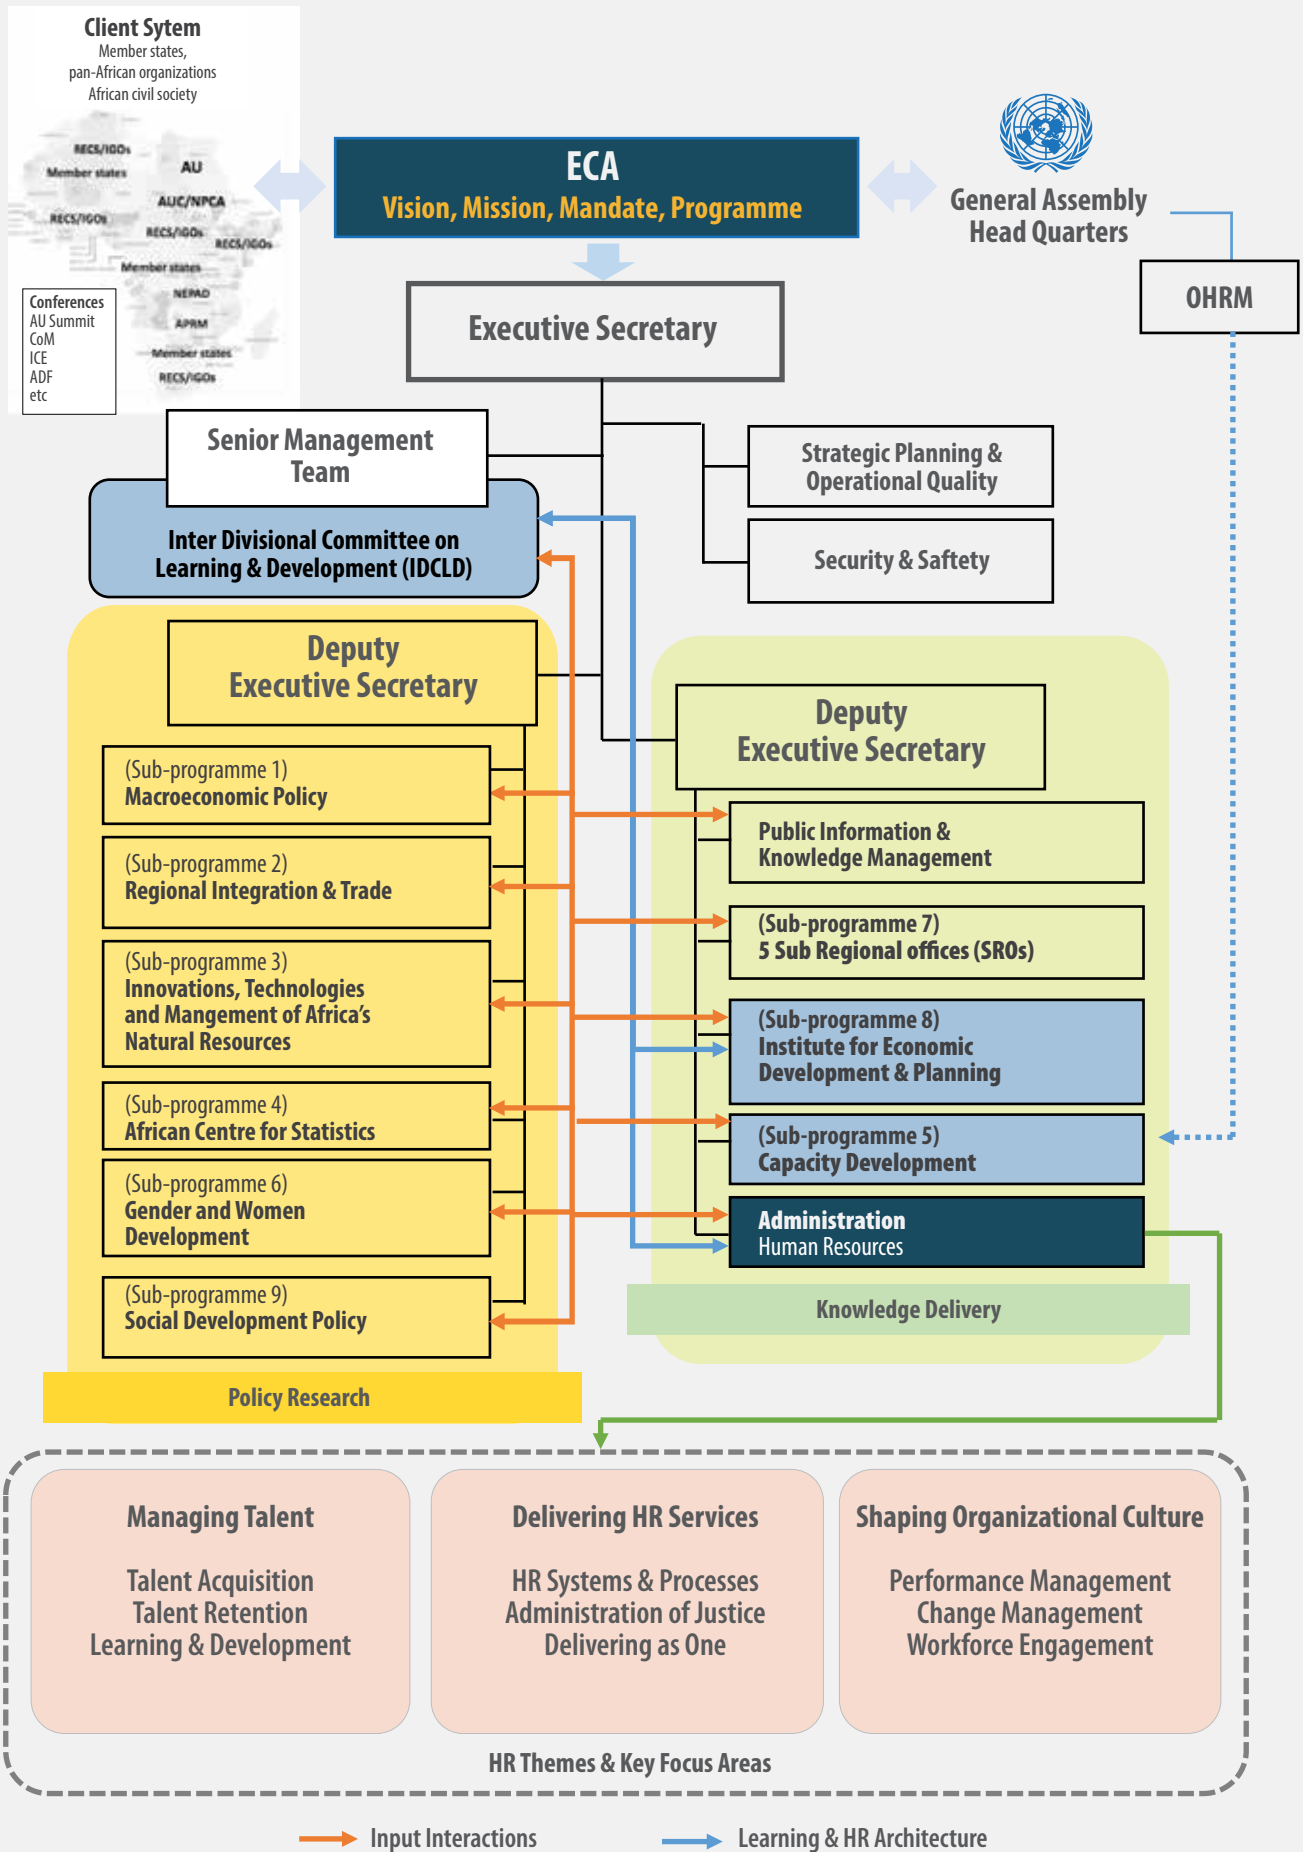 Client Sytem
Member states,
pan-African organizations
African civil society
RECS/IGOs
Member states
AU
AUC/NPCA
RECS/IGOs
RECS/IGOs
RECS/IGOs
Member states
NEPAD
APRM
Member states
RECS/IGOs
Conferences
AU Summit
CoM
ICE
ADF
etc
ECA
Vision, Mission, Mandate, Programme
General Assembly
Head Quarters
OHRM
Executive Secretary
Senior Management
Team
Strategic Planning &
Operational Quality
Security & Saftety
Inter Divisional Committee on
Learning & Development (IDCLD)
Deputy
Executive Secretary
(Sub-programme 1)
Macroeconomic Policy
(Sub-programme 2)
Regional Integration & Trade
(Sub-programme 3)
Innovations, Technologies
and Mangement of Africa's
Natural Resources
(Sub-programme 4)
African Centre for Statistics
(Sub-programme 6)
Gender and Women
Development
(Sub-programme 9)
Social Development Policy
Policy Research
Deputy
Executive Secretary
Public Information &
Knowledge Management
(Sub-programme 7)
5 Sub Regional offices (SROs)
(Sub-programme 8)
Institute for Economic
Development & Planning
(Sub-programme 5)
Capacity Development
Administration
Human Resources
Knowledge Delivery
Managing Talent
Talent Acquisition
Talent Retention
Learning & Development
Delivering HR Services
HR Systems & Processes
Administration of Justice
Delivering as One
Shaping Organizational Culture
Performance Management
Change Management
Workforce Engagement
HR Themes & Key Focus Areas
Input Interactions
Learning & HR Architecture